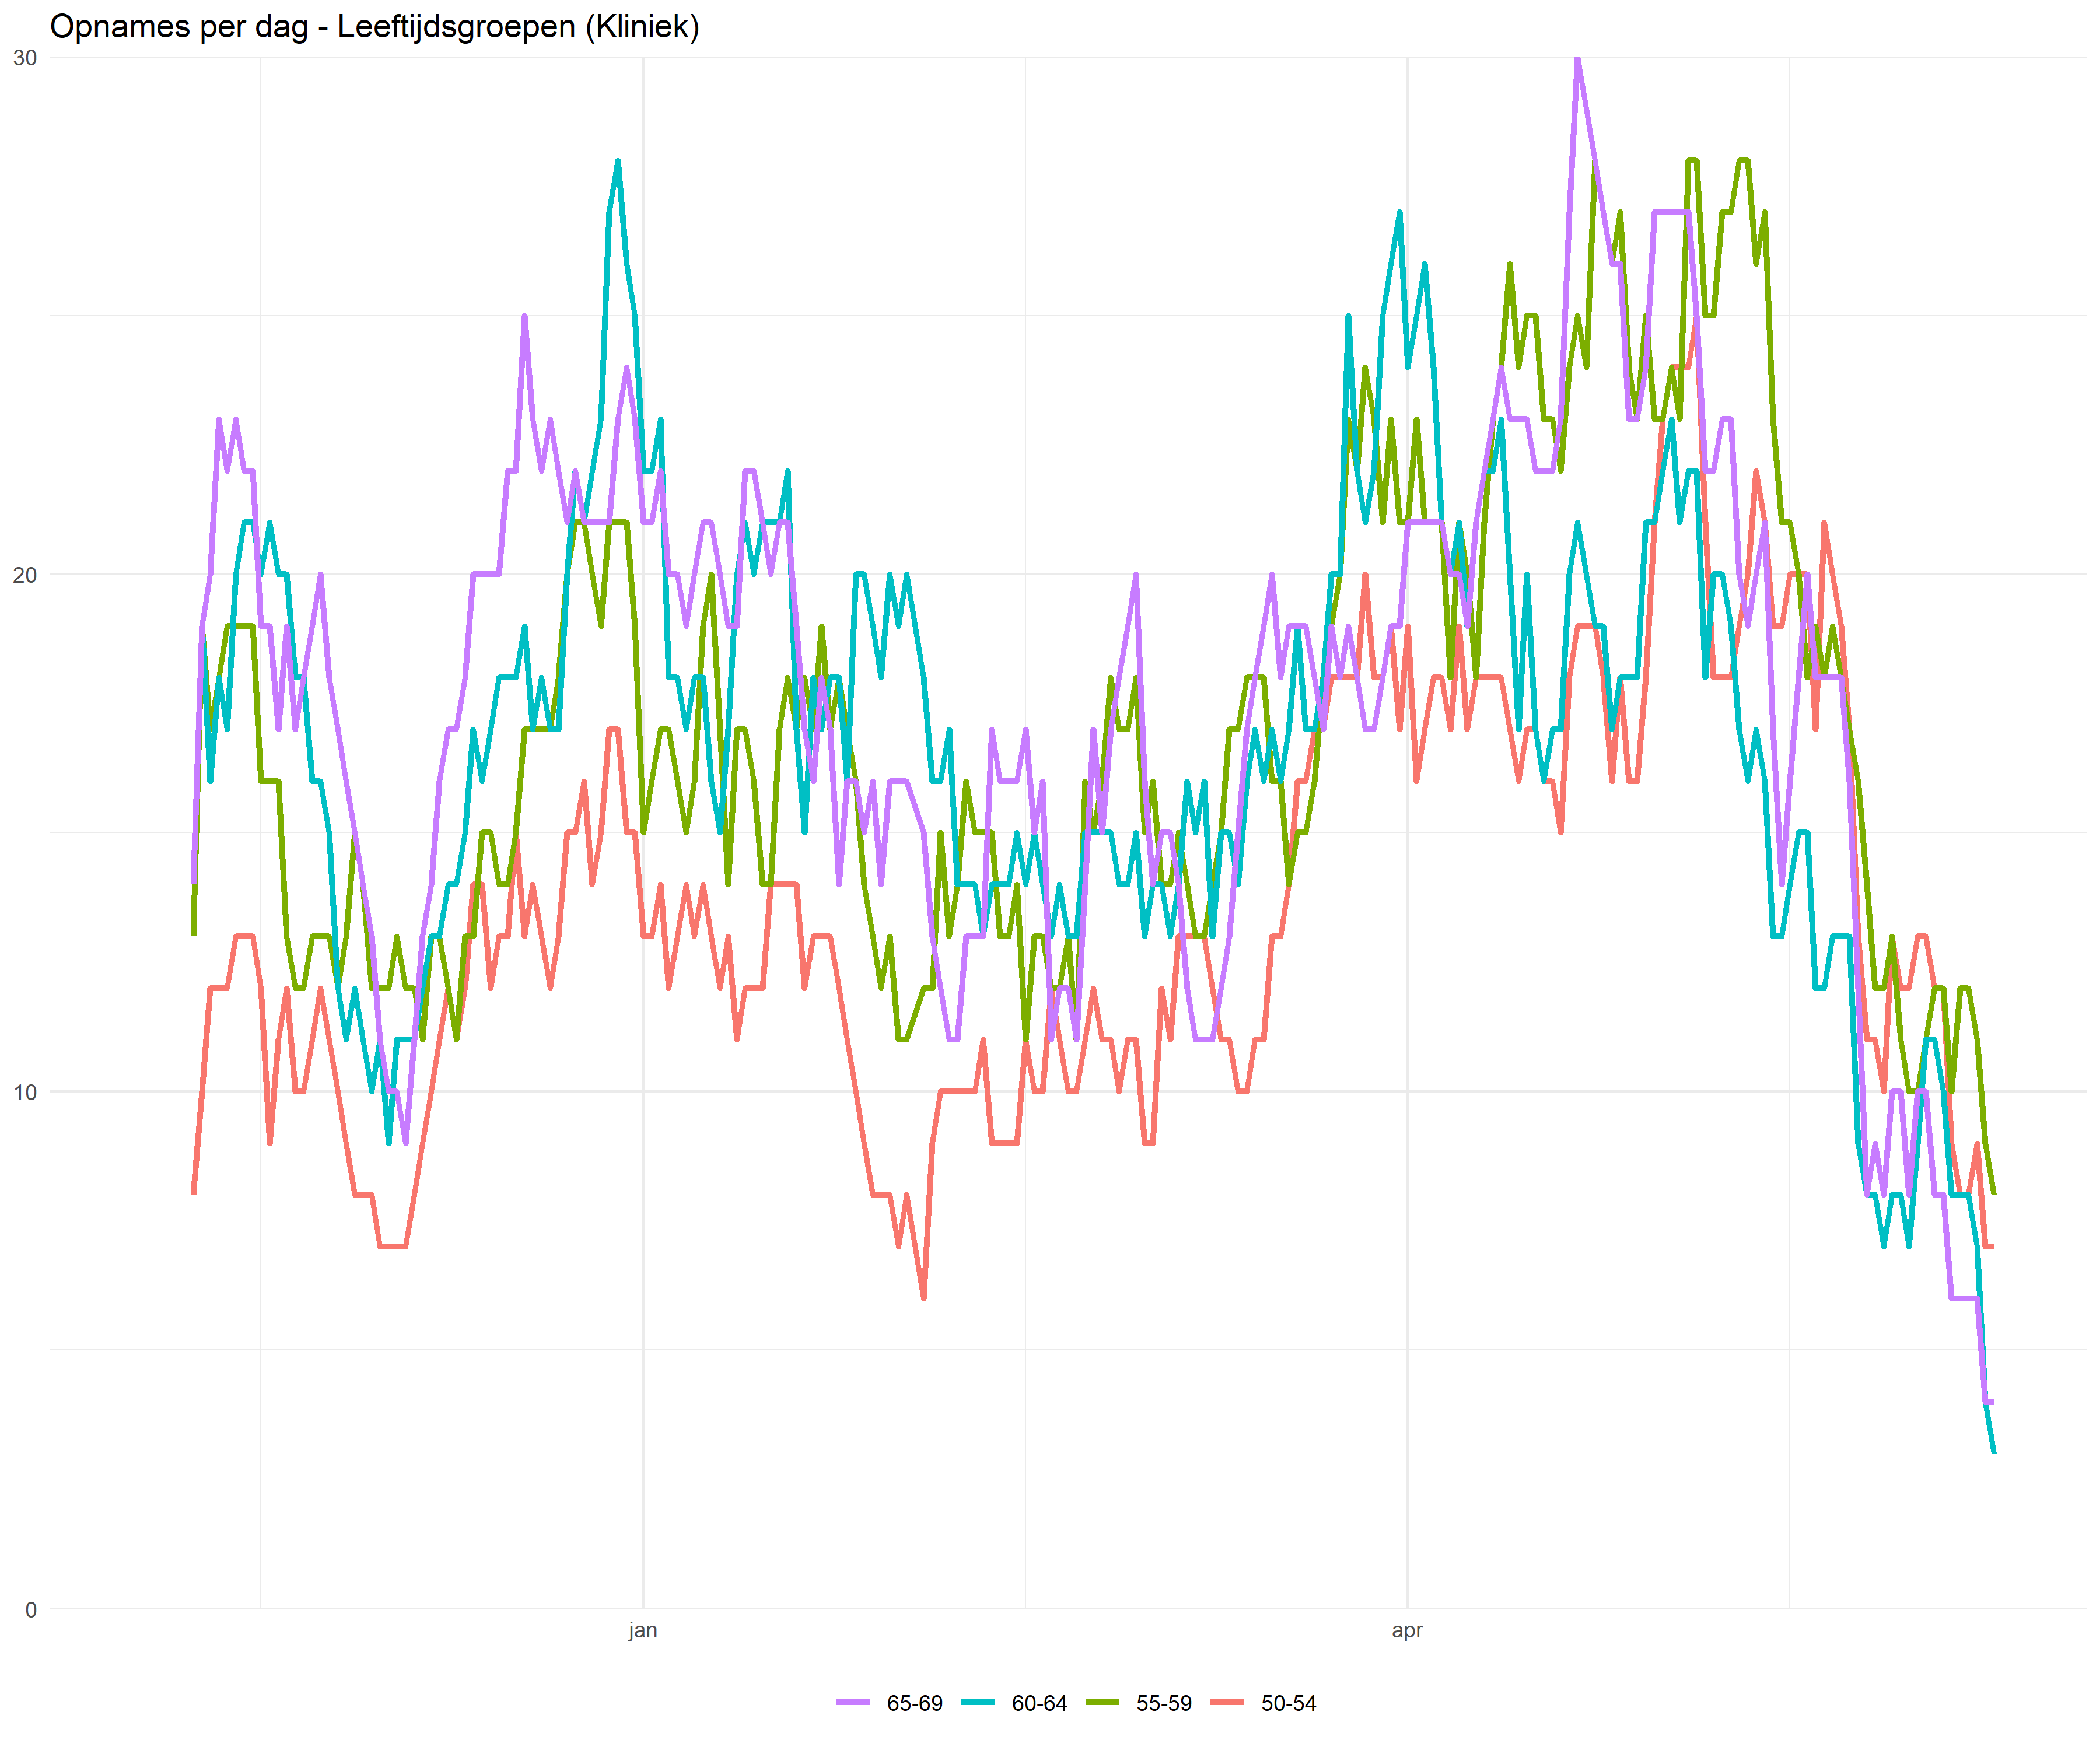 Opnames per dag - Leeftijdsgroepen (Kliniek)
30
20
10
0
jan apr
65-69 60-64 55-59 50-54